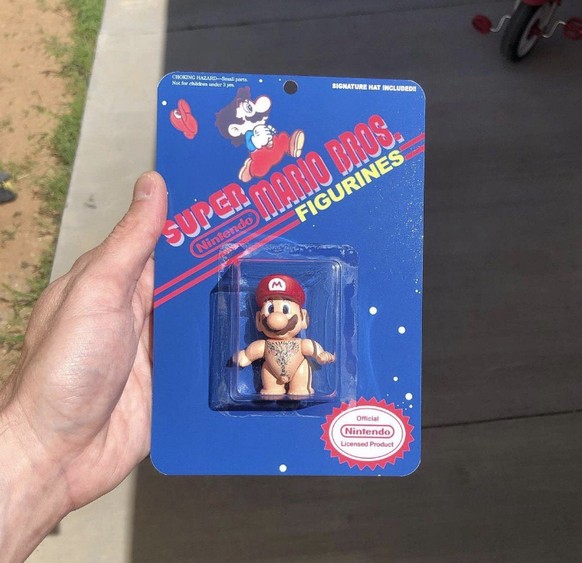 CHOKING HAZARD—Small parts.
Not for children under 3 yrs.
SIGNATURE HAT INCLUDED!!
SUPER MARIO BROS.
Nintendo
FIGURINES
M
Official
Nintendo
Licensed Product